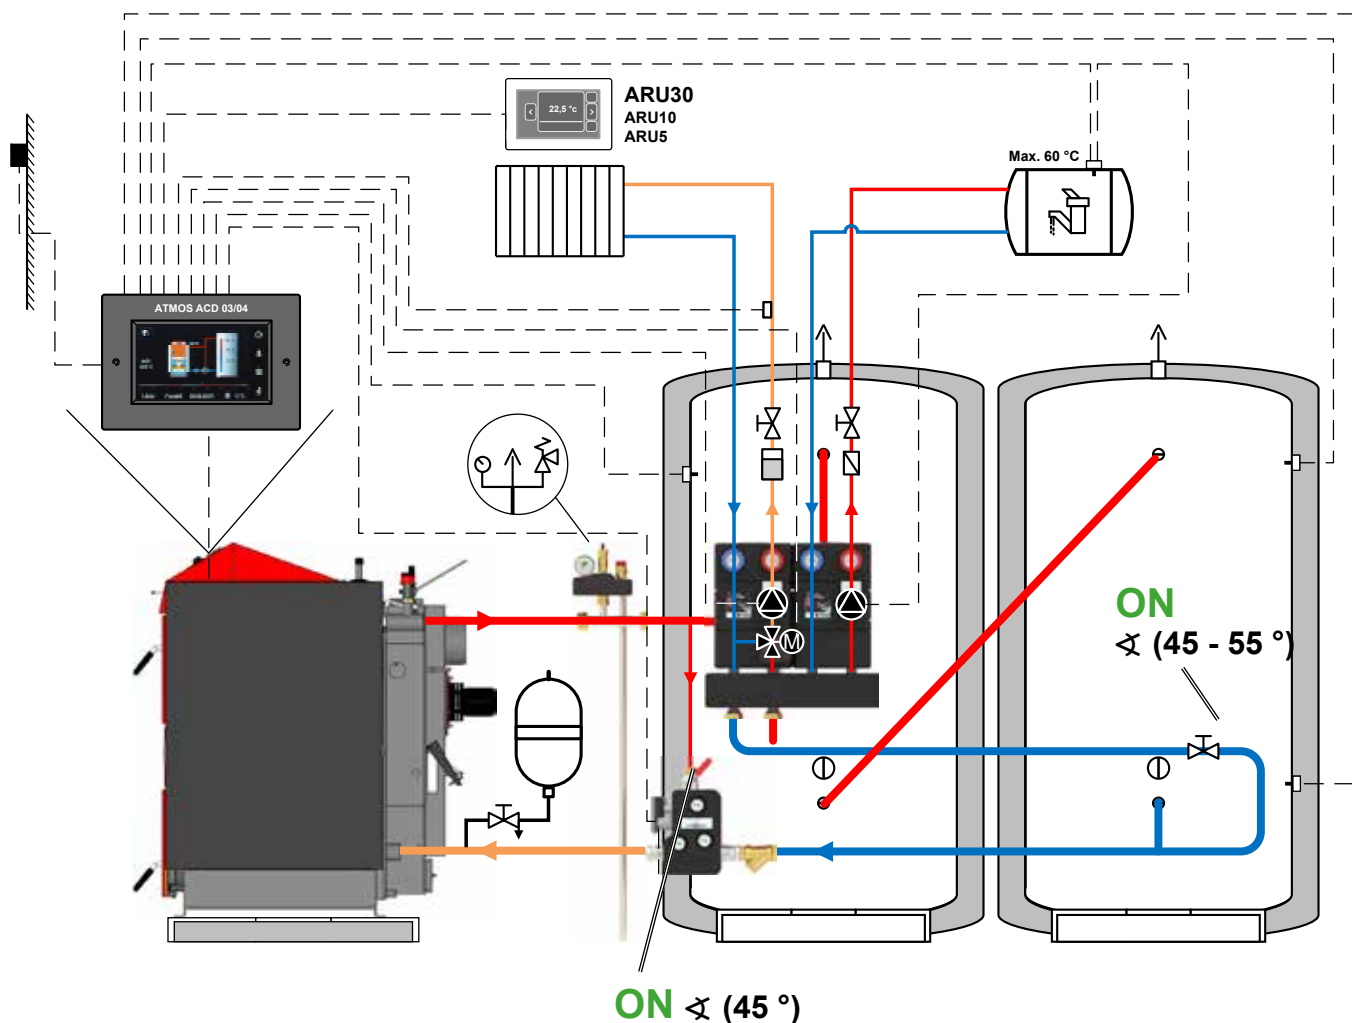 ARU30
ARU10
ARU5
22,5 °c
Max. 60 °C
ATMOS ACD 03/04
M
ON
∢ (45 - 55 °)
ON ∢ (45 °)